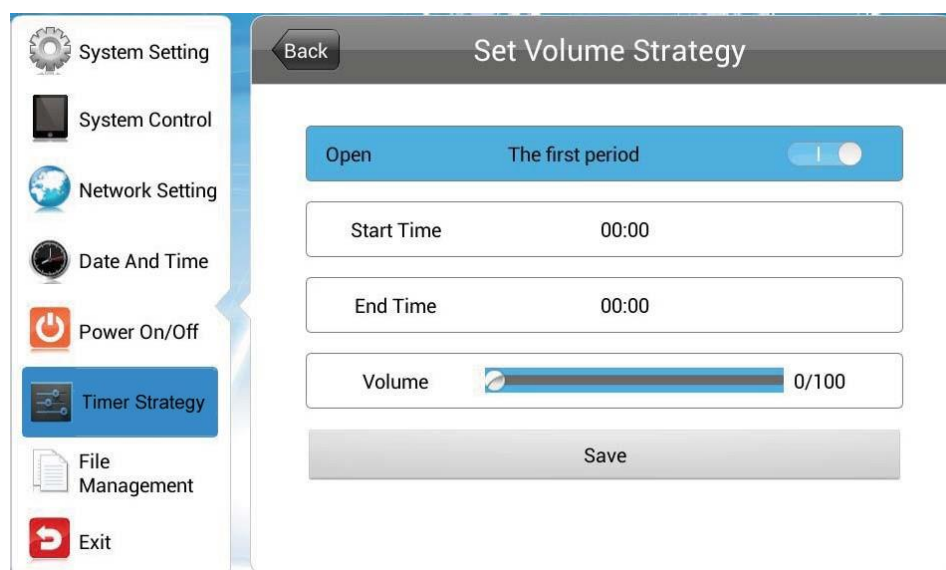 System Setting
System Control
Network Setting
Date And Time
Power On/Off
Timer Strategy
File
Management
Exit
Back
Set Volume Strategy
Open The first period
Start Time 00:00
End Time 00:00
Volume 0/100
Save